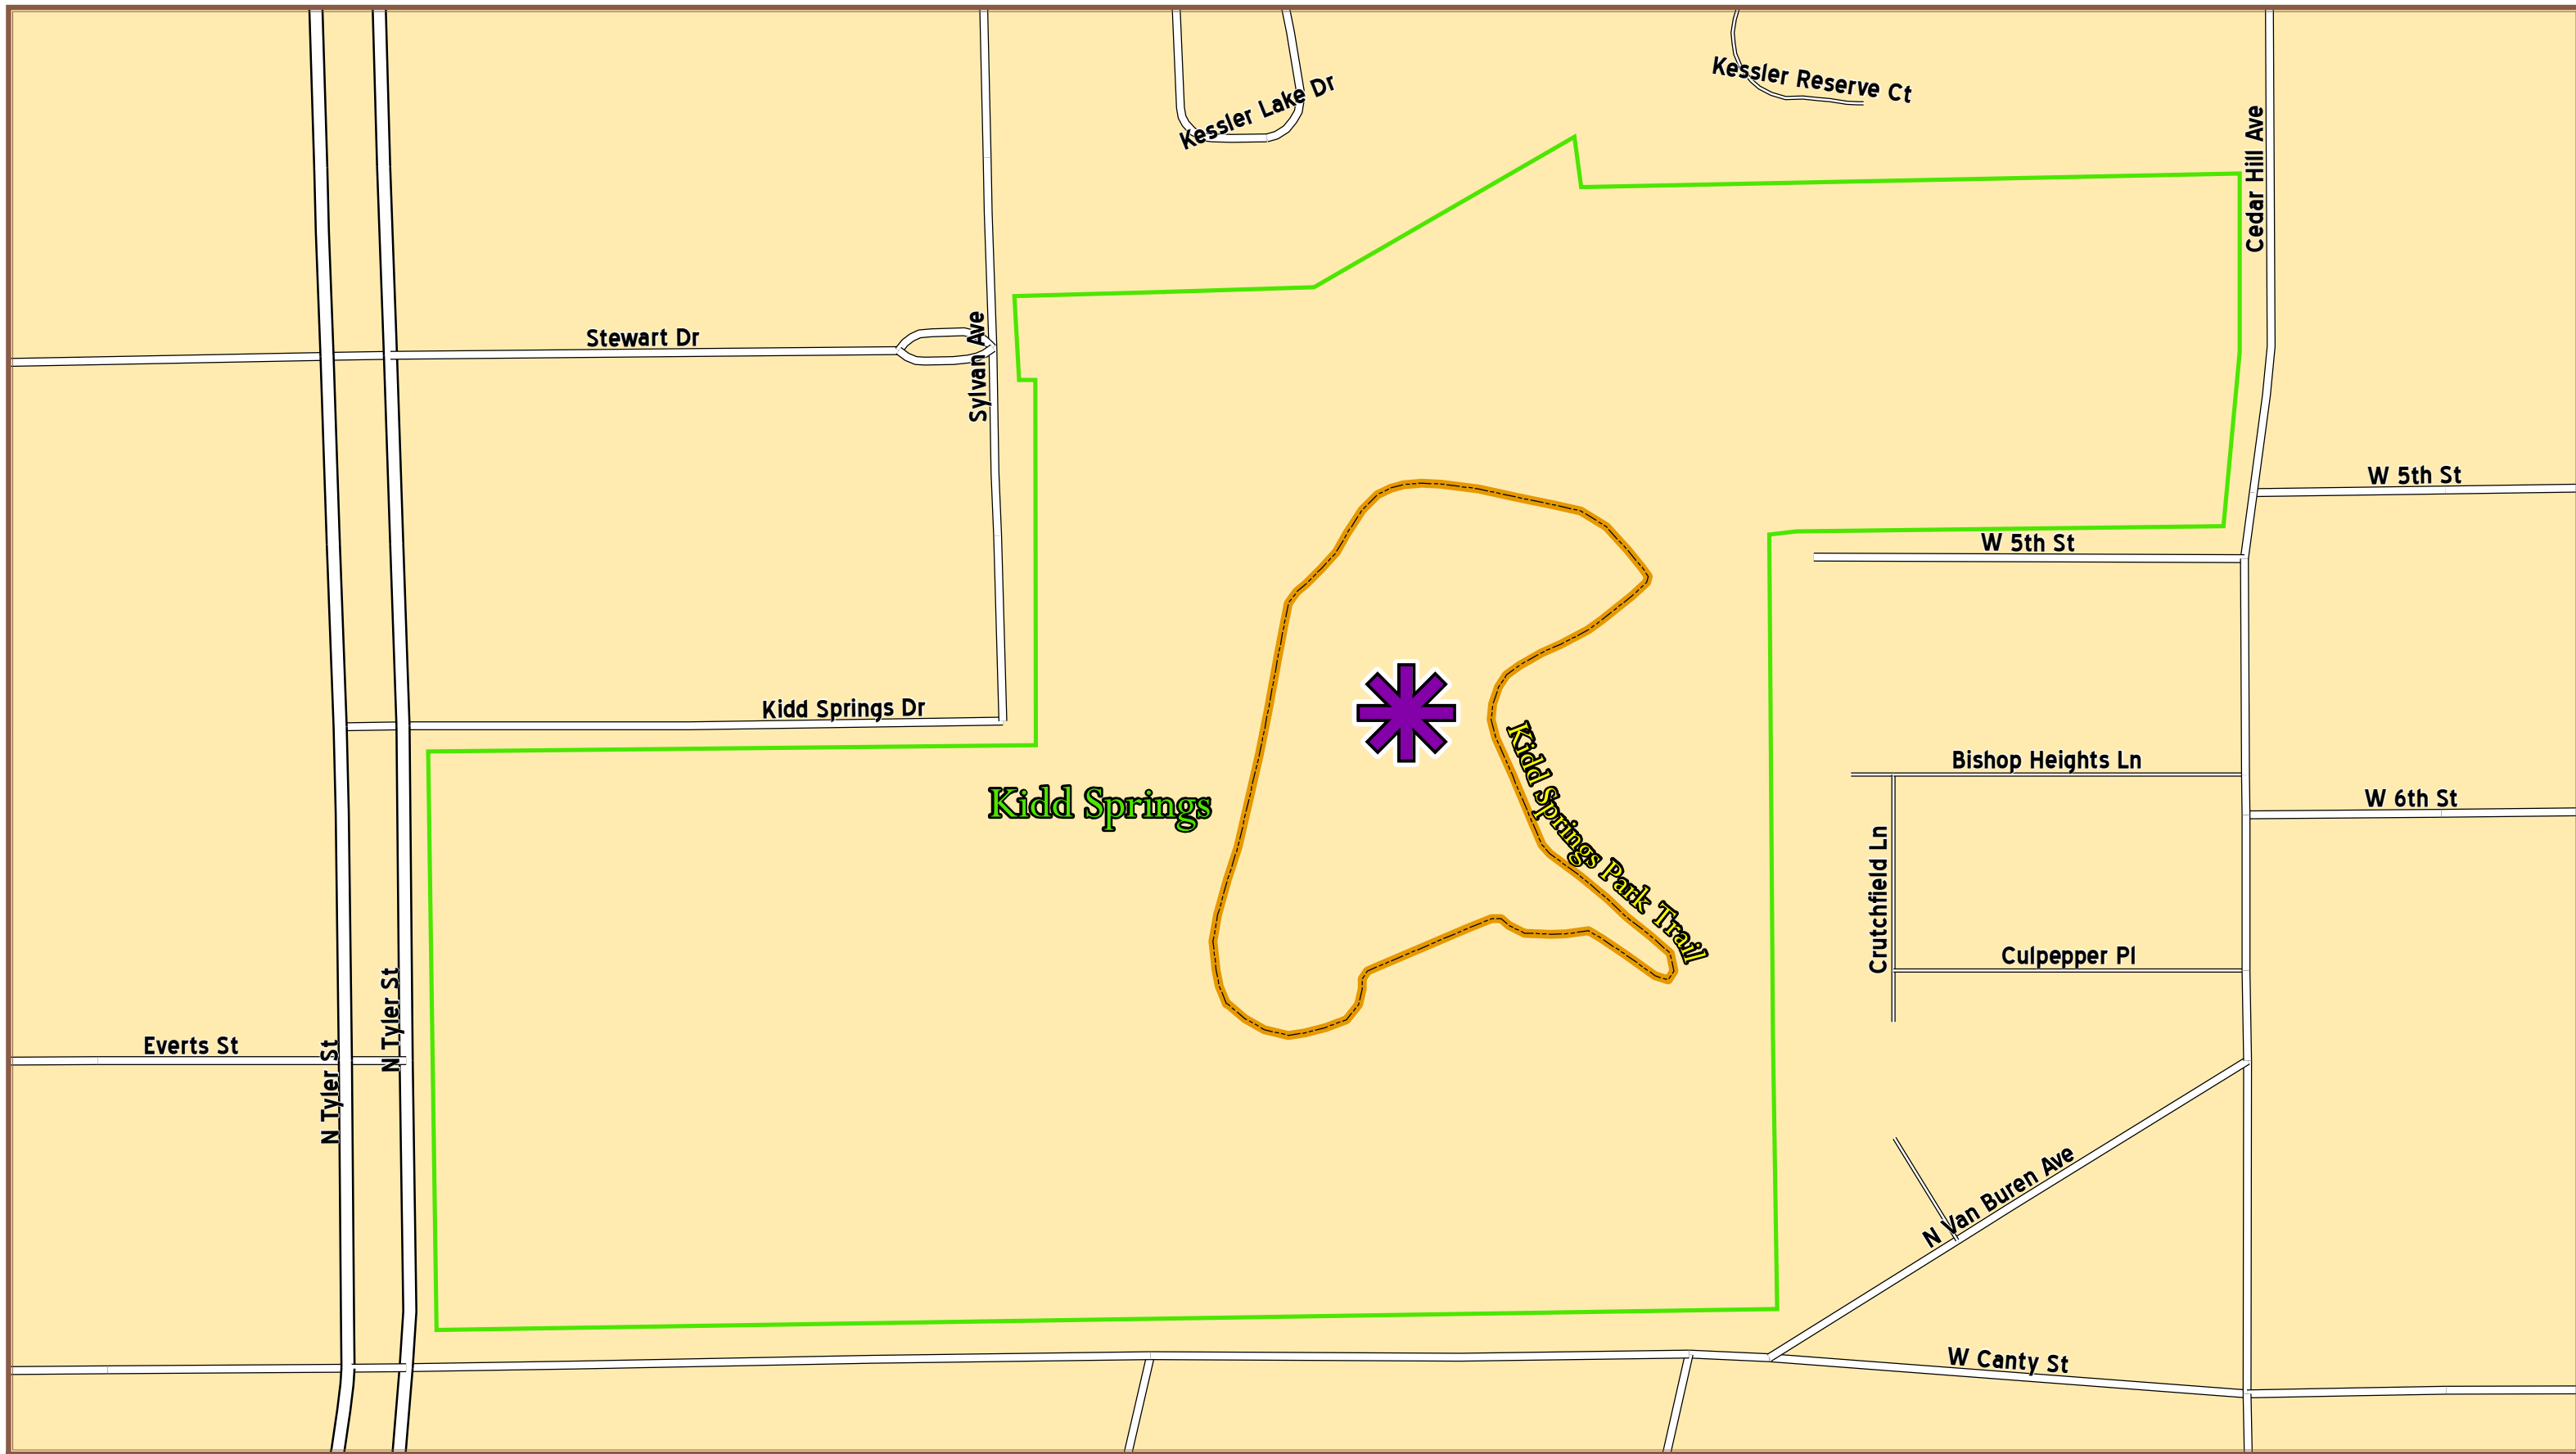 Kessler Lake Dr
Kessler Reserve Ct
Cedar Hill Ave
Stewart Dr
Sylvan Ave
W 5th St
W 5th St
Kidd Springs Dr
Kidd Springs
Kidd Springs Park Trail
Bishop Heights Ln
W 6th St
Crutchfield Ln
Culpepper Pl
Everts St
N Tyler St
N Tyler St
N Van Buren Ave
W Canty St